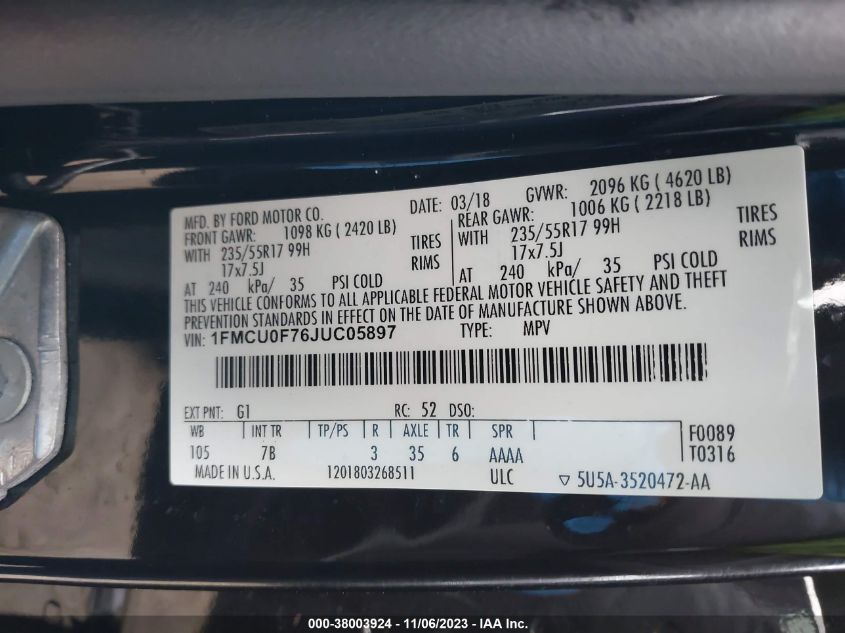 MFD. BY FORD MOTOR CO. DATE: 03/18 GVWR: 2096 KG ( 4620 LB)
FRONT GAWR: 1098 KG ( 2420 LB) REAR GAWR: 1006 KG ( 2218 LB)
WITH 235/55R17 99H TIRES WITH 235/55R17 99H TIRES
17x7.5J RIMS 17x7.5J RIMS
AT 240 kPa/ 35 PSI COLD AT 240 kPa/ 35 PSI COLD
THIS VEHICLE CONFORMS TO ALL APPLICABLE FEDERAL MOTOR VEHICLE SAFETY AND THEFT
PREVENTION STANDARDS IN EFFECT ON THE DATE OF MANUFACTURE SHOWN ABOVE.
VIN: 1FMCU0F76JUC05897 TYPE: MPV
EXT PNT: G1 RC: 52 DSO:
WB INT TR TP/PS R AXLE TR SPR F0089
105 7B 3 35 6 AAAA T0316
MADE IN U.S.A. 1201803268511 ULC ▽ 5U5A-3520472-AA
000-38003924 - 11/06/2023 - IAA Inc.